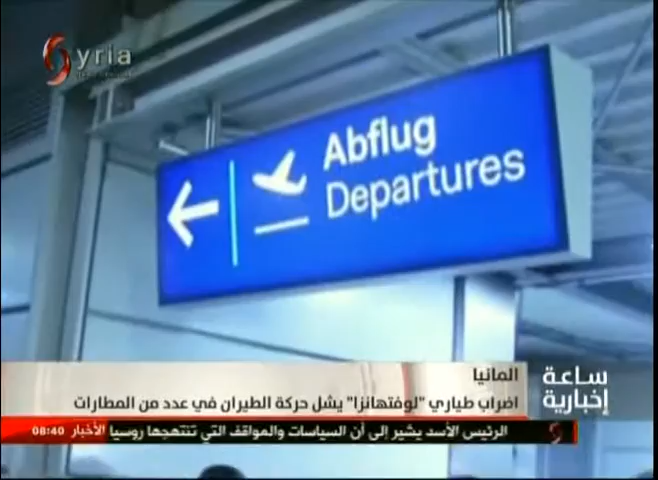 Syria
Abflug
Departures
المانيا
اضراب طياري "لوفتهانزا" يشل حركة الطيران في عدد من المطارات
ساعة
إخبارية
الرئيس الأسد يشير إلى أن السياسات والمواقف التي تنتهجها روسيا
الأخبار 08:40